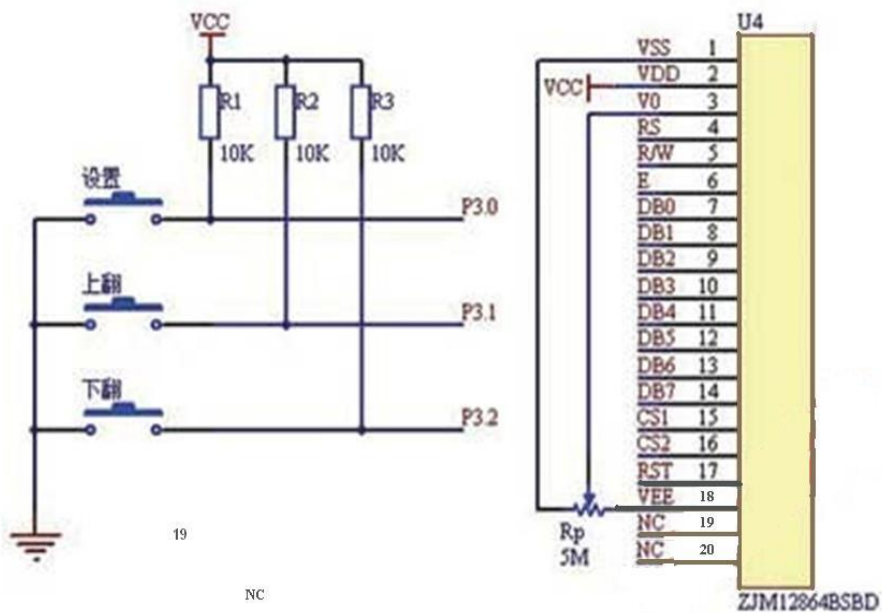 VCC
R1
R2
R3
10K
10K
10K
设置
P3.0
上翻
P3.1
下翻
P3.2
19
NC
U4
VSS 1
VDD 2
VCC
V0 3
RS 4
R/W 5
E 6
DB0 7
DB1 8
DB2 9
DB3 10
DB4 11
DB5 12
DB6 13
DB7 14
CS1 15
CS2 16
RST 17
VEE 18
NC 19
NC 20
Rp
5M
ZJM12864BSBD